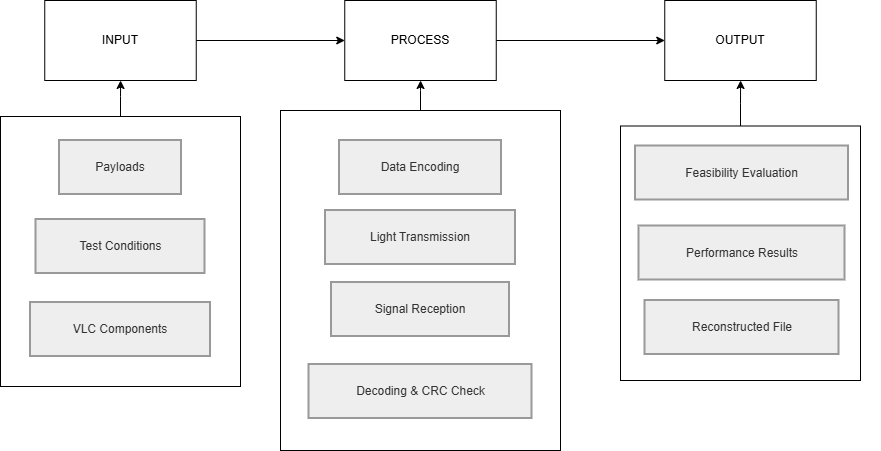 INPUT
PROCESS
OUTPUT
Payloads
Test Conditions
VLC Components
Data Encoding
Light Transmission
Signal Reception
Decoding & CRC Check
Feasibility Evaluation
Performance Results
Reconstructed File